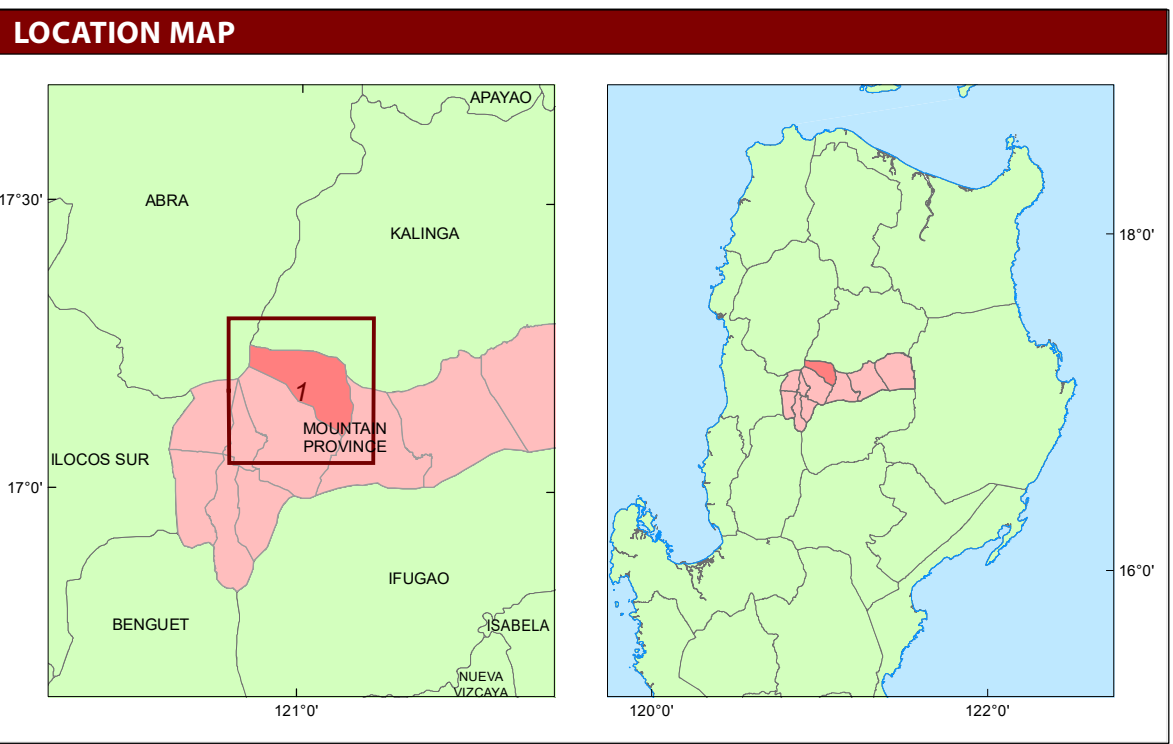 LOCATION MAP
APAYAO
ABRA
17°30'
KALINGA
1
MOUNTAIN
PROVINCE
ILOCOS SUR
17°0'
IFUGAO
BENGUET
ISABELA
NUEVA
VIZCAYA
121°0'
18°0'
16°0'
120°0'
122°0'